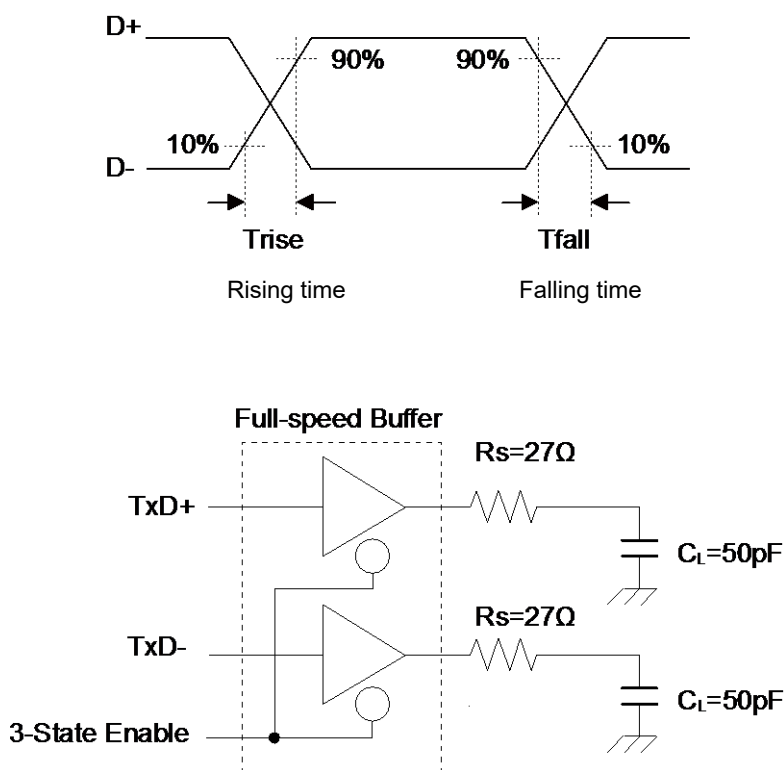 D+
90%
90%
10%
10%
D-
Trise
Tfall
Rising time
Falling time
Full-speed Buffer
Rs=27Ω
TxD+
CL=50pF
Rs=27Ω
TxD-
CL=50pF
3-State Enable